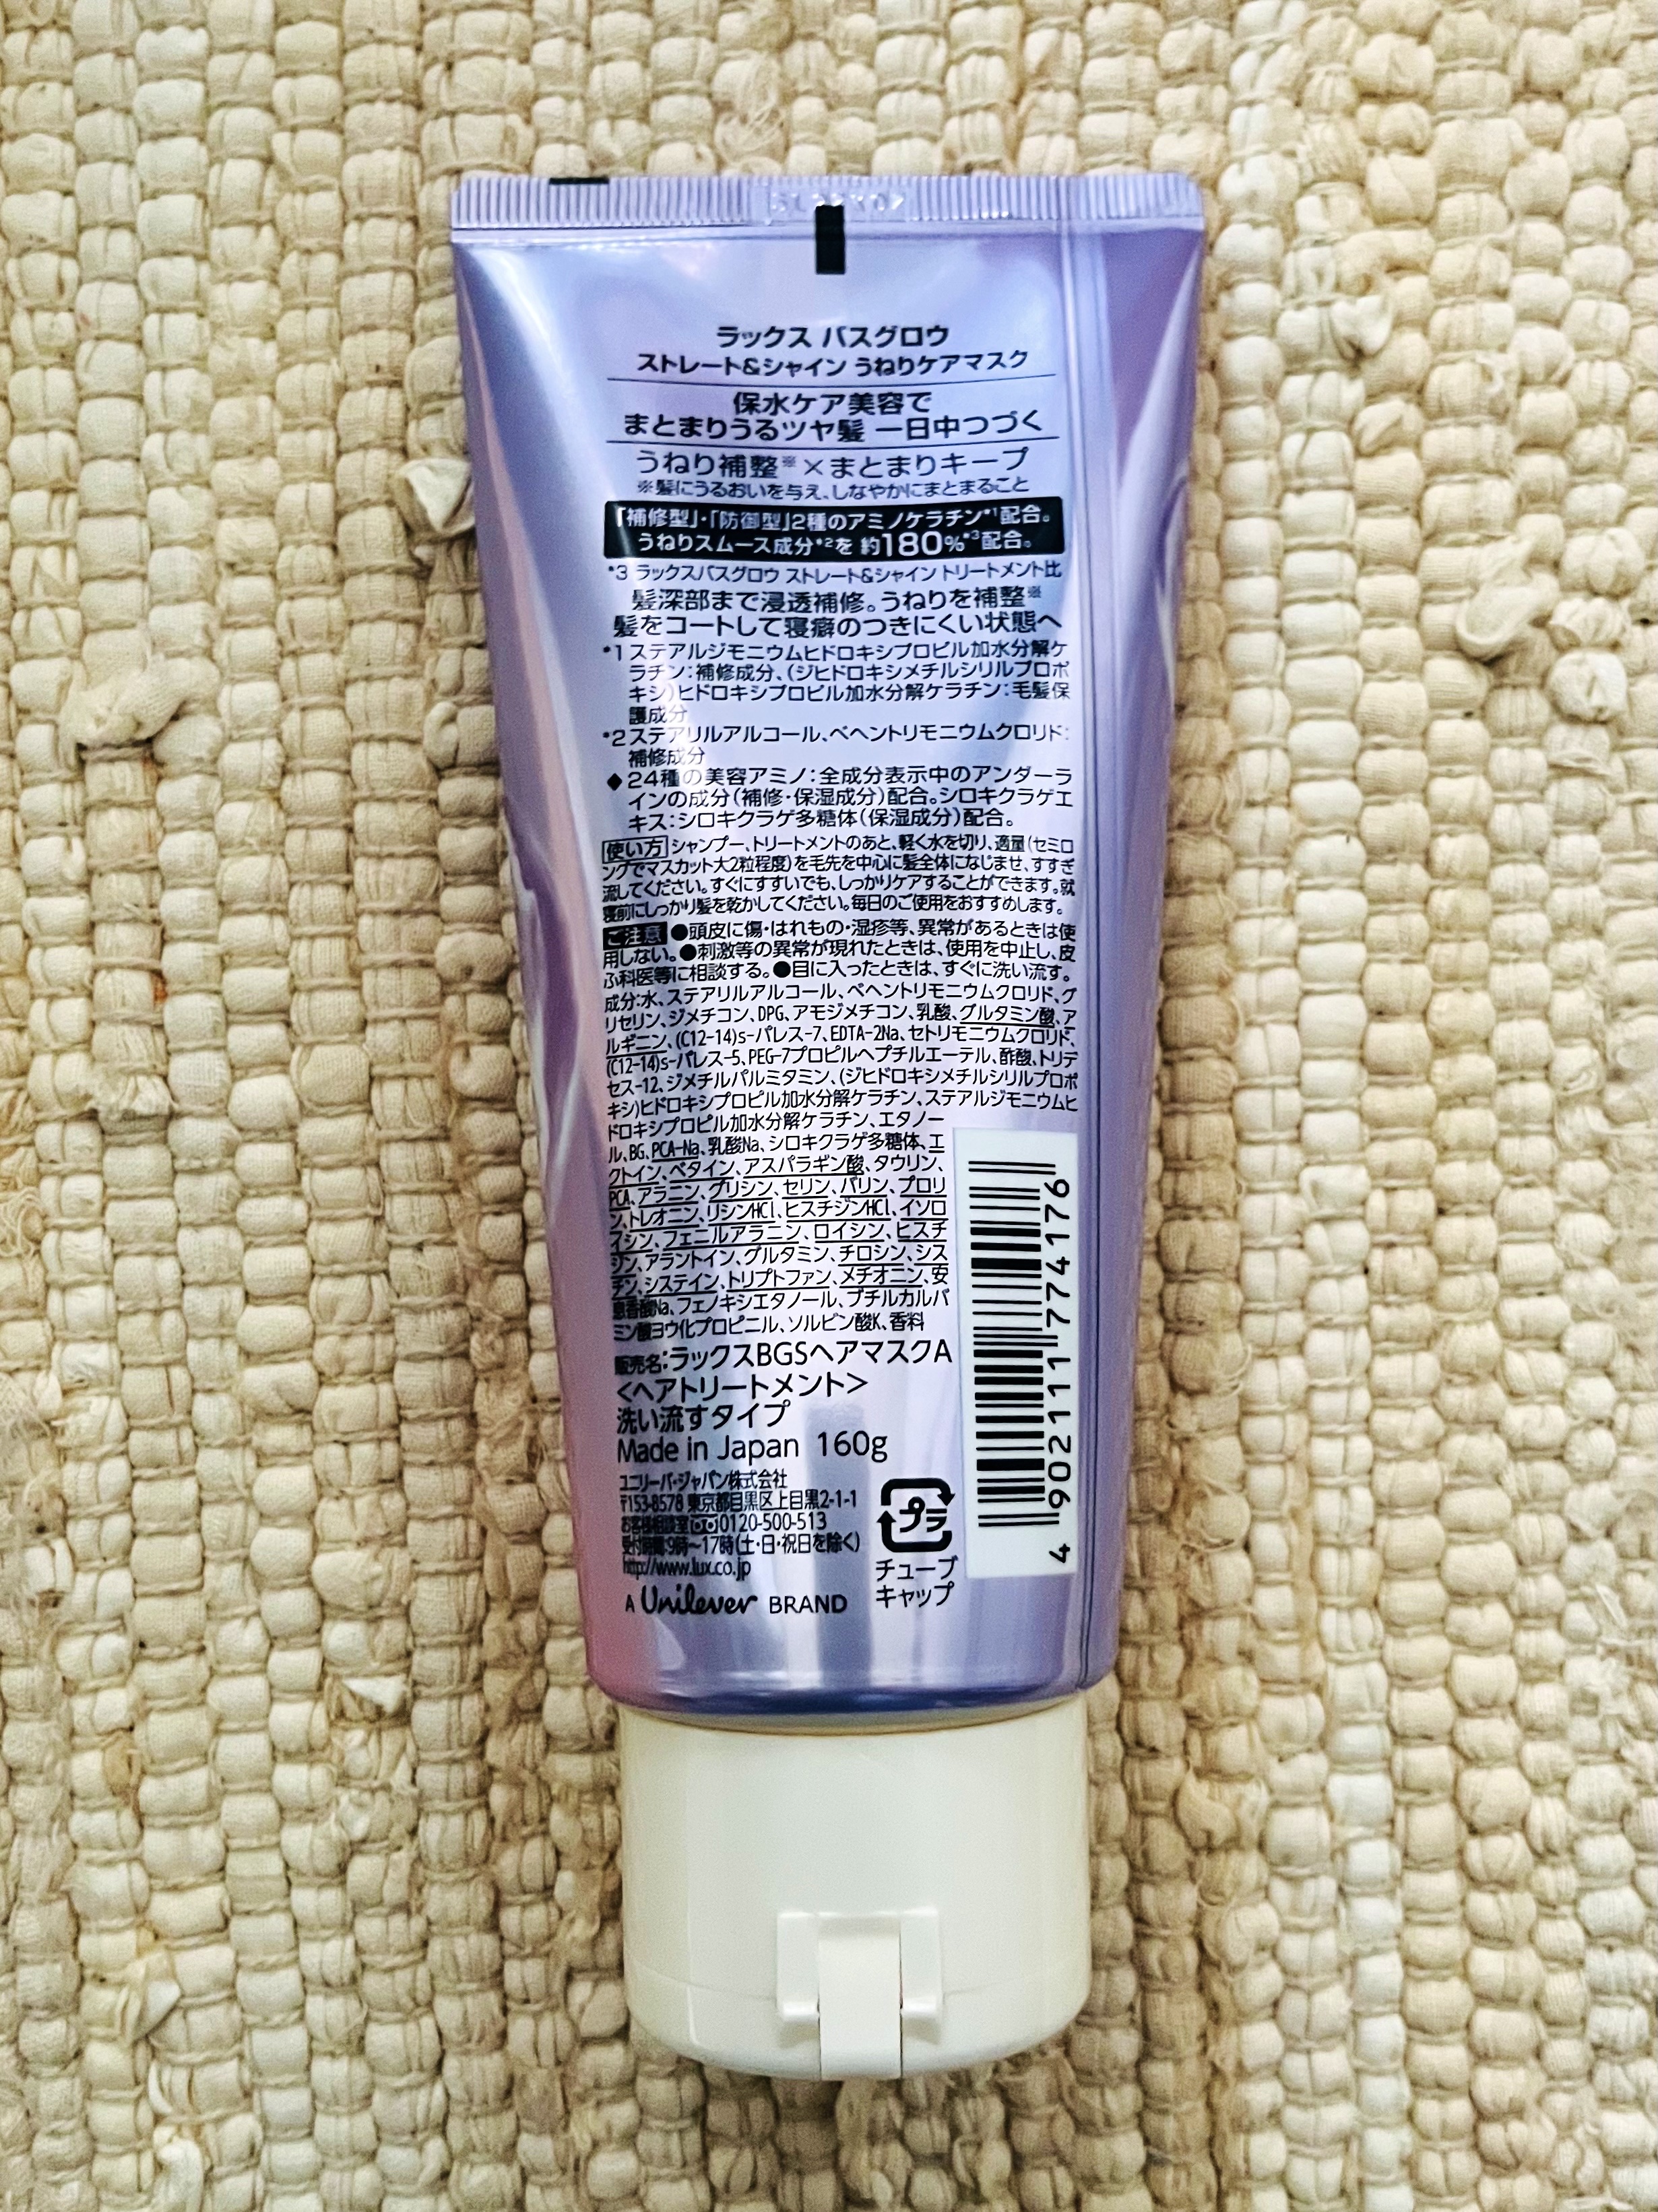 ラックス バスグロウ
ストレート&シャイン うねりケアマスク
保水ケア美容で
まとまりうるツヤ髪 一日中つづく
うねり補整※×まとまりキープ
※髪にうるおいを与え、しなやかにまとまること
「補修型」・「防御型」2種のアミノケラチン*1配合。
うねりスムース成分*2を 約180%*3配合。
*3 ラックスバスグロウ ストレート&シャイントリートメント比
髪深部まで浸透補修。うねりを補整※
髪をコートして寝癖のつきにくい状態へ
*1 ステアルジモニウムヒドロキシプロピル加水分解ケ
ラチン:補修成分、(ジヒドロキシメチルシリルプロポ
キシ)ヒドロキシプロピル加水分解ケラチン:毛髪保
護成分
*2 ステアリルアルコール、ベヘントリモニウムクロリド:
補修成分
◆24種の美容アミノ:全成分表示中のアンダーラ
インの成分(補修・保湿成分)配合。シロキクラゲエ
キス:シロキクラゲ多糖体(保湿成分)配合。
使い方 シャンプー、トリートメントのあと、軽く水を切り、適量(セミロ
ングでマスカット大2粒程度)を毛先を中心に髪全体になじませ、すすぎ
流してください。すぐにすすいでも、しっかりケアすることができます。就
寝前にしっかり髪を乾かしてください。毎日のご使用をおすすめします。
ご注意 ●頭皮に傷・はれもの・湿疹等、異常があるときは使
用しない。●刺激等の異常が現れたときは、使用を中止し、皮
ふ科医等に相談する。●目に入ったときは、すぐに洗い流す。
成分:水、ステアリルアルコール、ベヘントリモニウムクロリド、グ
リセリン、ジメチコン、DPG、アモジメチコン、乳酸、グルタミン酸、ア
ルギニン、(C12-14)s-パレス-7、EDTA-2Na、セトリモニウムクロリド、
(C12-14)s-パレス-5、PEG-7プロピルヘプチルエーテル、酢酸、トリデ
セス-12、ジメチルパルミタミン、(ジヒドロキシメチルシリルプロポ
キシ)ヒドロキシプロピル加水分解ケラチン、ステアルジモニウムヒ
ドロキシプロピル加水分解ケラチン、エタノー
ル、BG、PCA-Na、乳酸Na、シロキクラゲ多糖体、エ
クトイン、ベタイン、アスパラギン酸、タウリン、
PCA、アラニン、グリシン、セリン、バリン、プロリ
ン、トレオニン、リシンHCl、ヒスチジンHCl、イソロ
イシン、フェニルアラニン、ロイシン、ヒスチ
ジン、アラントイン、グルタミン、チロシン、シス
チン、システイン、トリプトファン、メチオニン、安
息香酸Na、フェノキシエタノール、ブチルカルバ
ミン酸ヨウ化プロピニル、ソルビン酸K、香料
販売名:ラックスBGSヘアマスクA
<ヘアトリートメント>
洗い流すタイプ
Made in Japan 160g
ユニリーバ・ジャパン株式会社
〒153-8578 東京都目黒区上目黒2-1-1
お客様相談室 0120-500-513
受付時間:9時〜17時(土・日・祝日を除く)
http://www.lux.co.jp
A Unilever BRAND
プラ
チューブ
キャップ
4 902111 774176